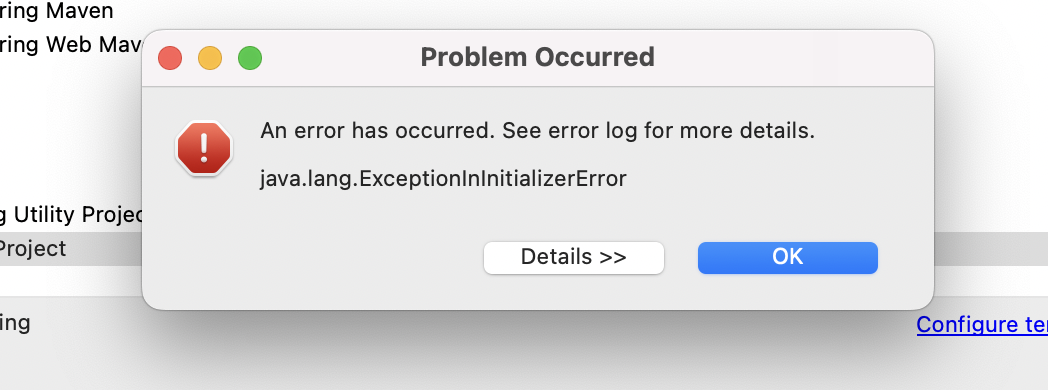 ring Maven
ring Web Mav
Problem Occurred
An error has occurred. See error log for more details.
java.lang.ExceptionInInitializerError
g Utility Projec
Project
Details >>
OK
ing
Configure te